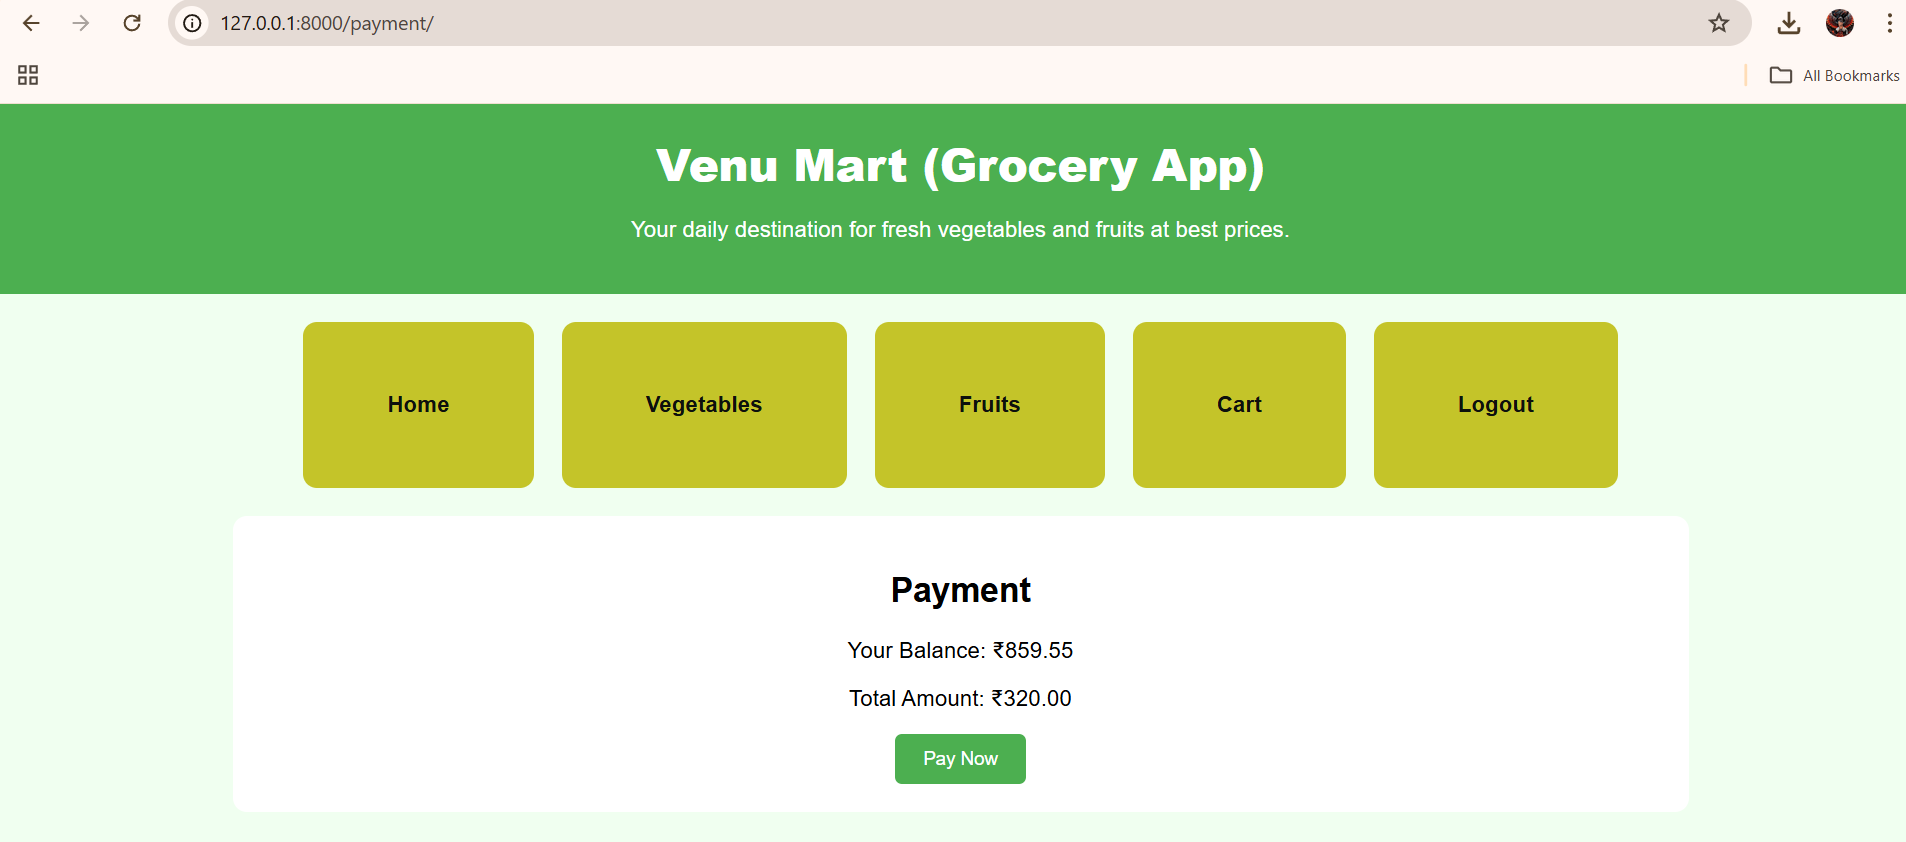 127.0.0.1:8000/payment/
All Bookmarks
Venu Mart (Grocery App)
Your daily destination for fresh vegetables and fruits at best prices.
Home Vegetables Fruits Cart Logout
Payment
Your Balance: ₹859.55
Total Amount: ₹320.00
Pay Now